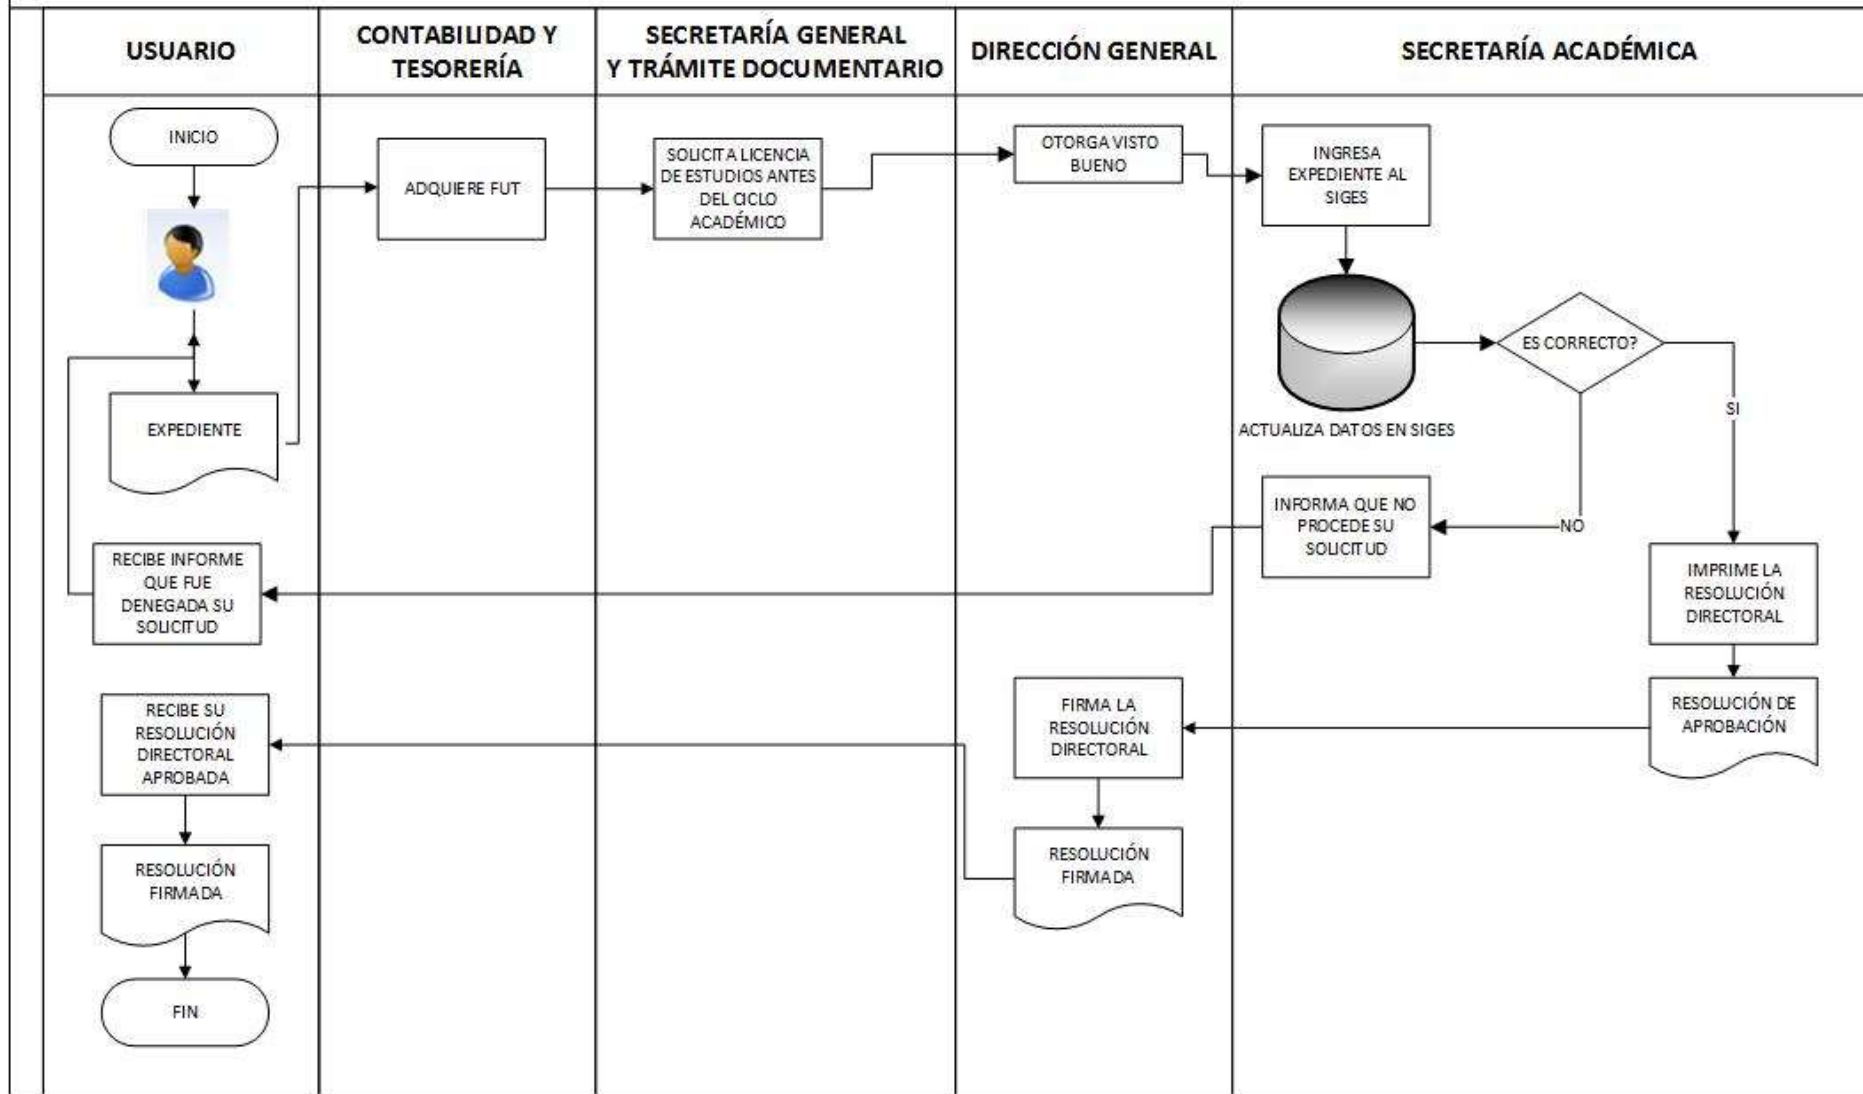 USUARIO
CONTABILIDAD Y
TESORERÍA
SECRETARÍA GENERAL
Y TRÁMITE DOCUMENTARIO
DIRECCIÓN GENERAL
SECRETARÍA ACADÉMICA
INICIO
ADQUIERE FUT
SOLICITA LICENCIA
DE ESTUDIOS ANTES
DEL CICLO
ACADÉMICO
OTORGA VISTO
BUENO
INGRESA
EXPEDIENTE AL
SIGES
ES CORRECTO?
SI
EXPEDIENTE
ACTUALIZA DATOS EN SIGES
INFORMA QUE NO
PROCEDE SU
SOLICITUD
NO
RECIBE INFORME
QUE FUE
DENEGADA SU
SOLICITUD
IMPRIME LA
RESOLUCIÓN
DIRECTORAL
RECIBE SU
RESOLUCIÓN
DIRECTORAL
APROBADA
FIRMA LA
RESOLUCIÓN
DIRECTORAL
RESOLUCIÓN DE
APROBACIÓN
RESOLUCIÓN
FIRMADA
RESOLUCIÓN
FIRMADA
FIN